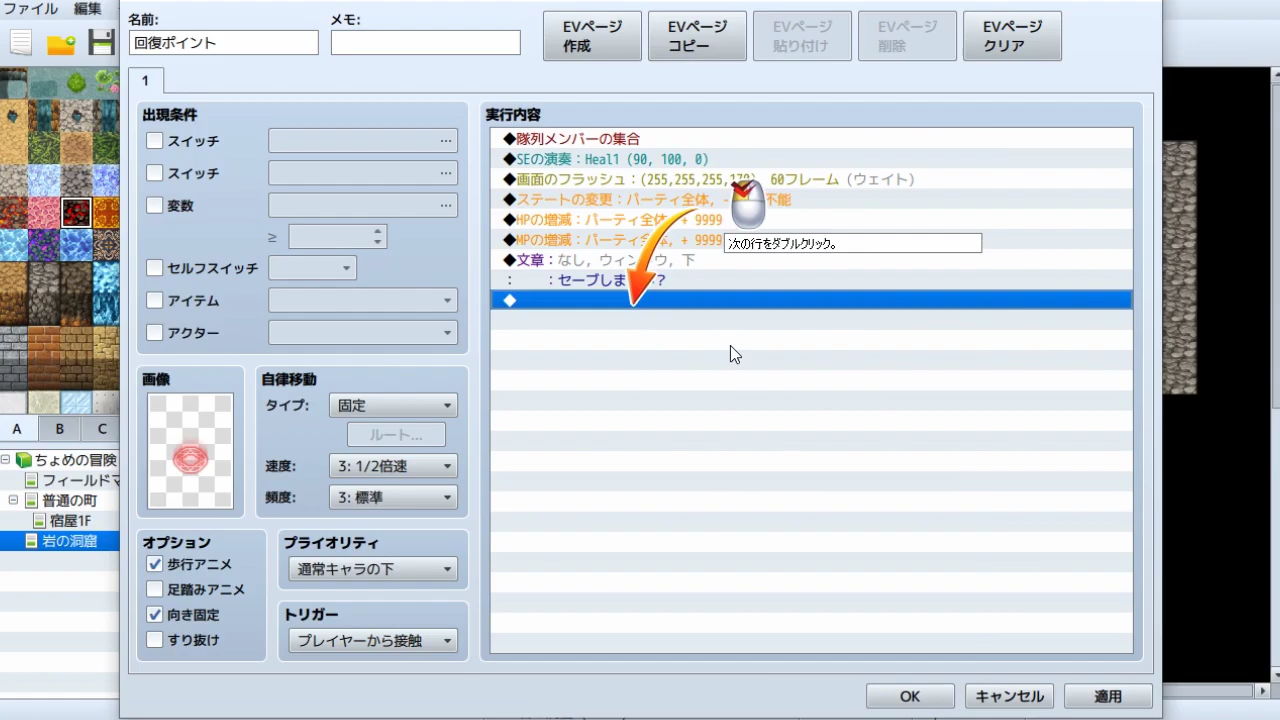 ファイル 編集
名前:
メモ:
回復ポイント
EVページ
作成
EVページ
コピー
EVページ
貼り付け
EVページ
削除
EVページ
クリア
1
出現条件
スイッチ ...
スイッチ ...
変数 ...
≥
セルフスイッチ
アイテム
アクター
画像
自律移動
タイプ: 固定
ルート...
速度: 3: 1/2倍速
頻度: 3: 標準
オプション
歩行アニメ
足踏みアニメ
向き固定
すり抜け
プライオリティ
通常キャラの下
トリガー
プレイヤーから接触
実行内容
◆隊列メンバーの集合
◆SEの演奏：Heal1 (90, 100, 0)
◆画面のフラッシュ：(255,255,255,170), 60フレーム（ウェイト）
◆ステートの変更：パーティ全体, - 不能
◆HPの増減：パーティ全体, + 9999
◆MPの増減：パーティ全体, + 9999
◆文章：なし, ウィンドウ, 下
：　　：セーブしま ？
◆
次の行をダブルクリック。
A B C
ちょめの冒険
フィールドマ
普通の町
宿屋1F
岩の洞窟
OK
キャンセル
適用